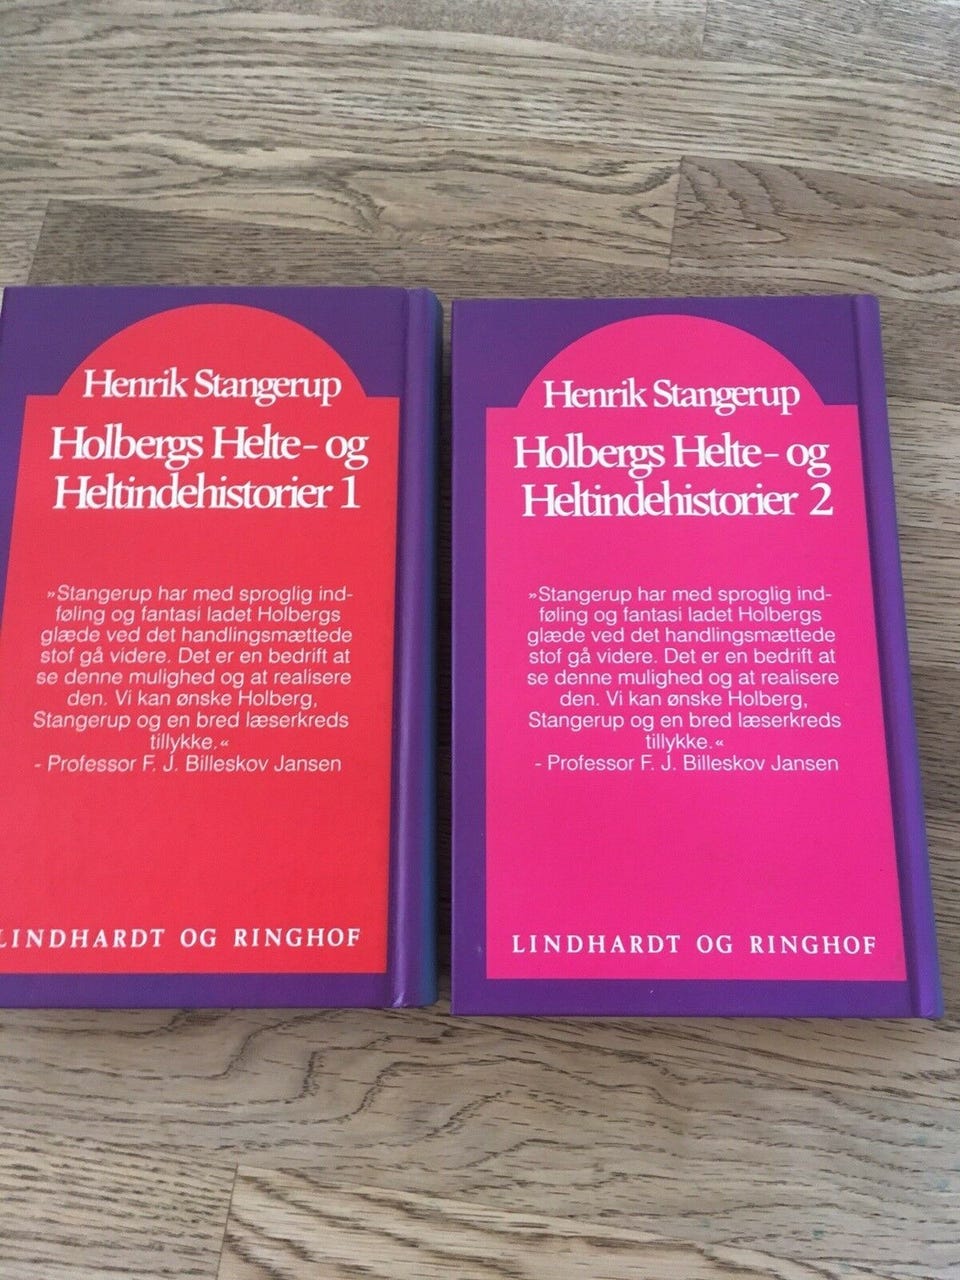 Henrik Stangerup
Holbergs Helte- og
Heltindehistorier 1
»Stangerup har med sproglig ind-
føling og fantasi ladet Holbergs
glæde ved det handlingsmættede
stof gå videre. Det er en bedrift at
se denne mulighed og at realisere
den. Vi kan ønske Holberg,
Stangerup og en bred læserkreds
tillykke.«
- Professor F. J. Billeskov Jansen
LINDHARDT OG RINGHOF
Henrik Stangerup
Holbergs Helte- og
Heltindehistorier 2
»Stangerup har med sproglig ind-
føling og fantasi ladet Holbergs
glæde ved det handlingsmættede
stof gå videre. Det er en bedrift at
se denne mulighed og at realisere
den. Vi kan ønske Holberg,
Stangerup og en bred læserkreds
tillykke.«
- Professor F. J. Billeskov Jansen
LINDHARDT OG RINGHOF